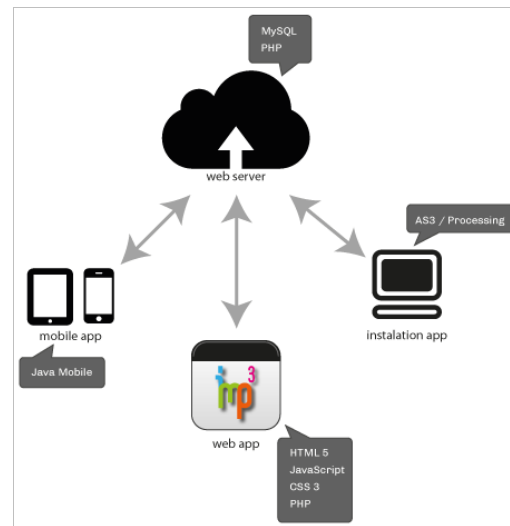 MySQL
PHP
web server
AS3 / Processing
mobile app
instalation app
Java Mobile
mp3
web app
HTML 5
JavaScript
CSS 3
PHP